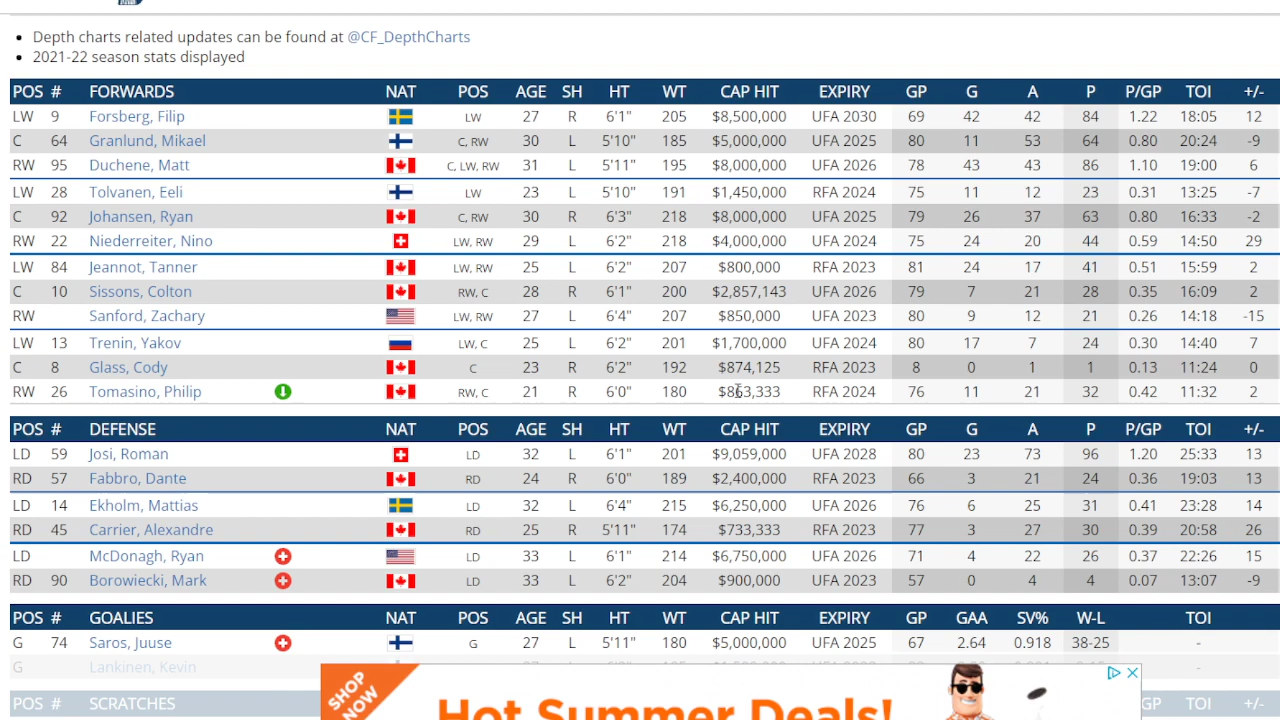 Depth charts related updates can be found at @CF_DepthCharts
2021-22 season stats displayed
POS # FORWARDS NAT POS AGE SH HT WT CAP HIT EXPIRY GP G A P P/GP TOI +/-
LW 9 Forsberg, Filip LW 27 R 6'1" 205 $8,500,000 UFA 2030 69 42 42 84 1.22 18:05 12
C 64 Granlund, Mikael C, RW 30 L 5'10" 185 $5,000,000 UFA 2025 80 11 53 64 0.80 20:24 -9
RW 95 Duchene, Matt C, LW, RW 31 L 5'11" 195 $8,000,000 UFA 2026 78 43 43 86 1.10 19:00 6
LW 28 Tolvanen, Eeli LW 23 L 5'10" 191 $1,450,000 RFA 2024 75 11 12 23 0.31 13:25 -7
C 92 Johansen, Ryan C, RW 30 R 6'3" 218 $8,000,000 UFA 2025 79 26 37 63 0.80 16:33 -2
RW 22 Niederreiter, Nino LW, RW 29 L 6'2" 218 $4,000,000 UFA 2024 75 24 20 44 0.59 14:50 29
LW 84 Jeannot, Tanner LW, RW 25 L 6'2" 207 $800,000 RFA 2023 81 24 17 41 0.51 15:59 2
C 10 Sissons, Colton RW, C 28 R 6'1" 200 $2,857,143 UFA 2026 79 7 21 28 0.35 16:09 2
RW Sanford, Zachary LW, RW 27 L 6'4" 207 $850,000 UFA 2023 80 9 12 21 0.26 14:18 -15
LW 13 Trenin, Yakov LW, C 25 L 6'2" 201 $1,700,000 UFA 2024 80 17 7 24 0.30 14:40 7
C 8 Glass, Cody C 23 R 6'2" 192 $874,125 RFA 2023 8 0 1 1 0.13 11:24 0
RW 26 Tomasino, Philip RW, C 21 R 6'0" 180 $863,333 RFA 2024 76 11 21 32 0.42 11:32 2
POS # DEFENSE NAT POS AGE SH HT WT CAP HIT EXPIRY GP G A P P/GP TOI +/-
LD 59 Josi, Roman LD 32 L 6'1" 201 $9,059,000 UFA 2028 80 23 73 96 1.20 25:33 13
RD 57 Fabbro, Dante RD 24 R 6'0" 189 $2,400,000 RFA 2024 66 3 21 24 0.36 19:03 13
LD 14 Ekholm, Mattias LD 32 L 6'4" 215 $6,250,000 UFA 2026 76 6 25 31 0.41 23:28 14
RD 45 Carrier, Alexandre RD 25 R 5'11" 174 $733,333 RFA 2024 77 3 27 30 0.39 20:58 26
LD McDonagh, Ryan LD 33 L 6'1" 214 $6,750,000 UFA 2026 71 4 22 26 0.37 22:26 15
RD 90 Borowiecki, Mark LD 33 L 6'2" 204 $900,000 UFA 2023 57 0 4 4 0.07 13:07 -9
POS # GOALIES NAT POS AGE SH HT WT CAP HIT EXPIRY GP GAA SV% W-L TOI
G 74 Saros, Juuse G 27 L 5'11" 180 $5,000,000 UFA 2025 67 2.64 0.918 38-25 -
G Lankinen, Kevin
POS # SCRATCHES GP TOI +/-
SHOP NOW
Hot Summer Deals!